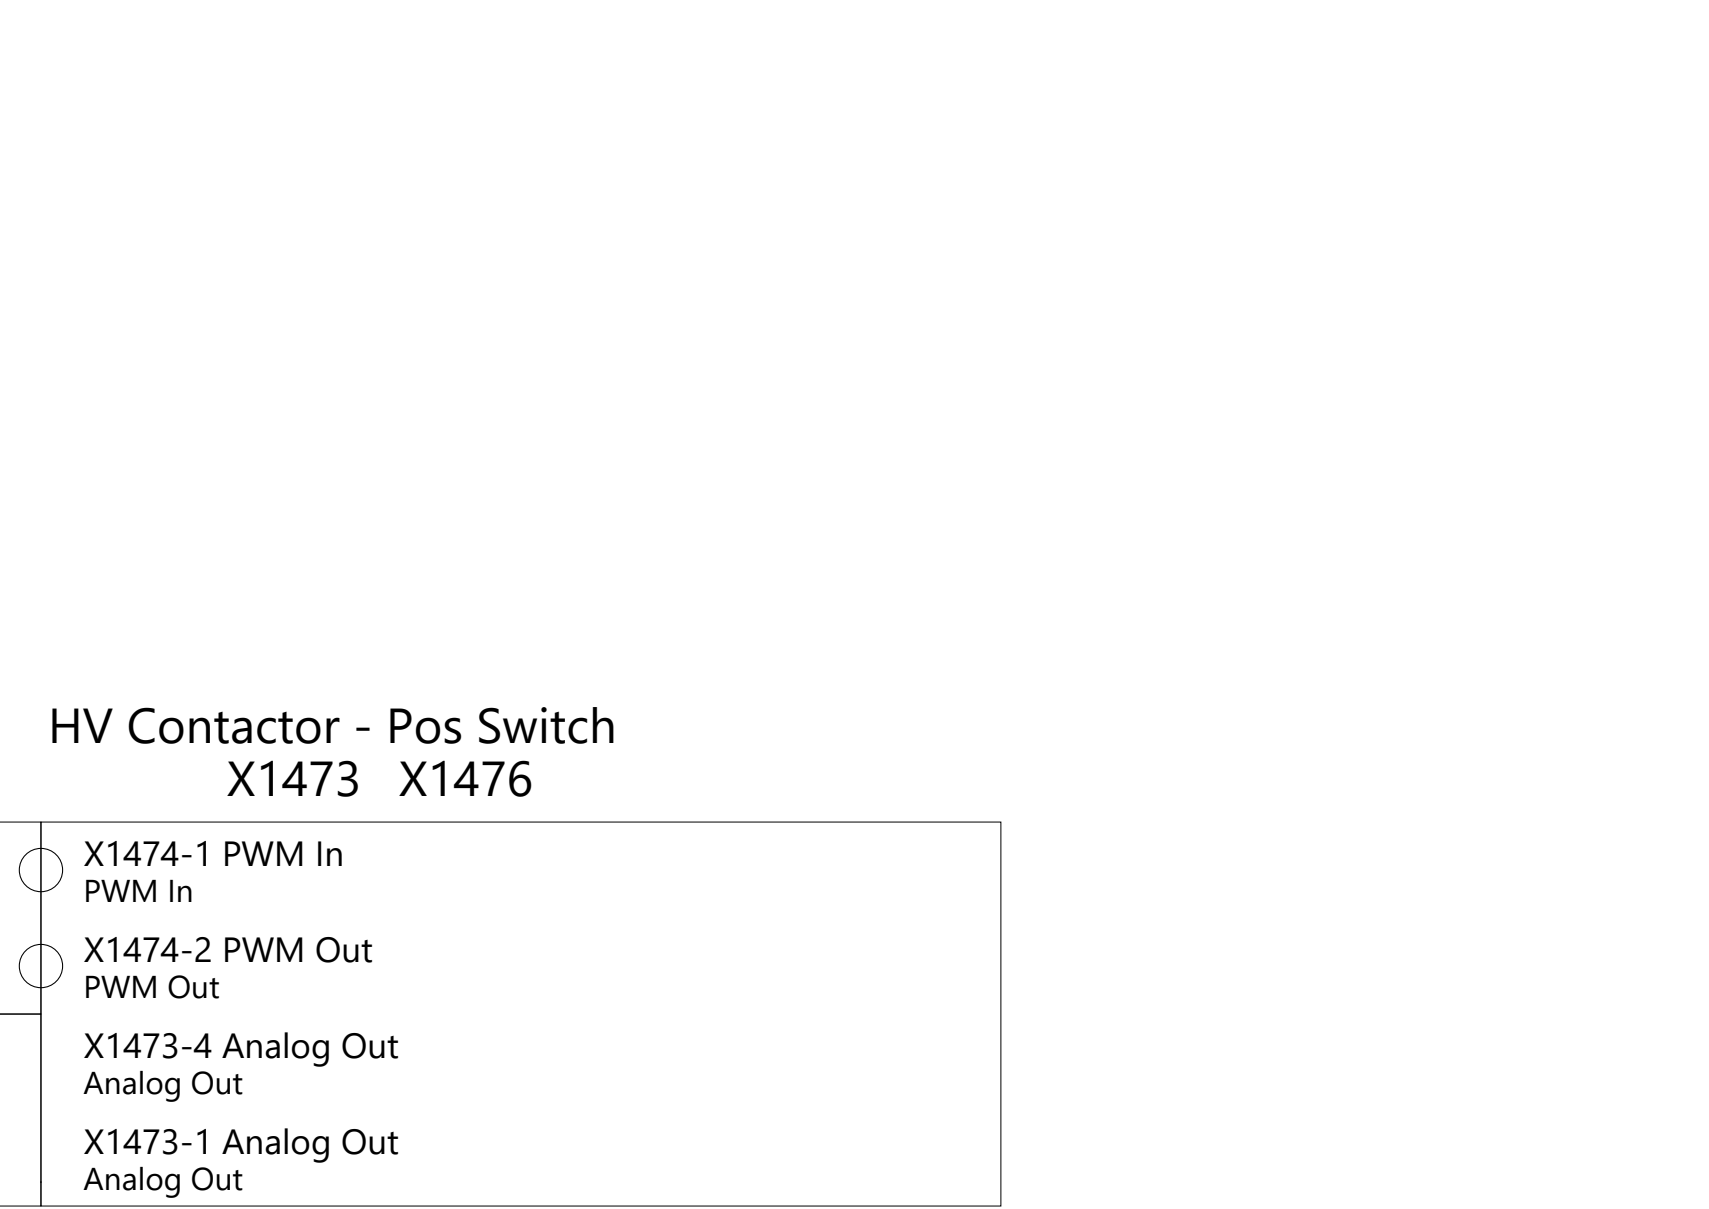 HV Contactor - Pos Switch
X1473 X1476
X1474-1 PWM In
PWM In
X1474-2 PWM Out
PWM Out
X1473-4 Analog Out
Analog Out
X1473-1 Analog Out
Analog Out